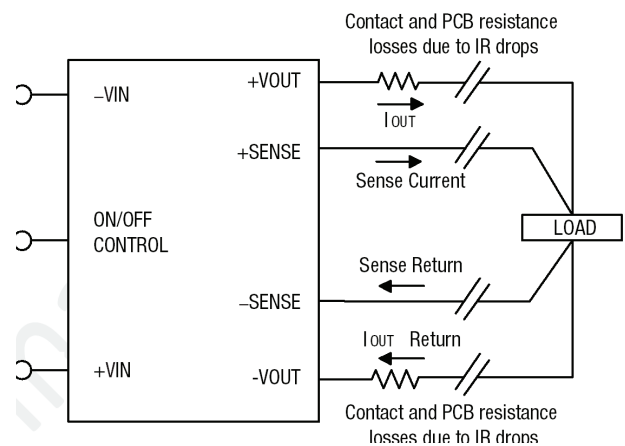 Contact and PCB resistance
losses due to IR drops
+VOUT
−VIN
IOUT
+SENSE
Sense Current
ON/OFF
CONTROL
LOAD
Sense Return
−SENSE
IOUT Return
+VIN
-VOUT
Contact and PCB resistance
losses due to IR drops